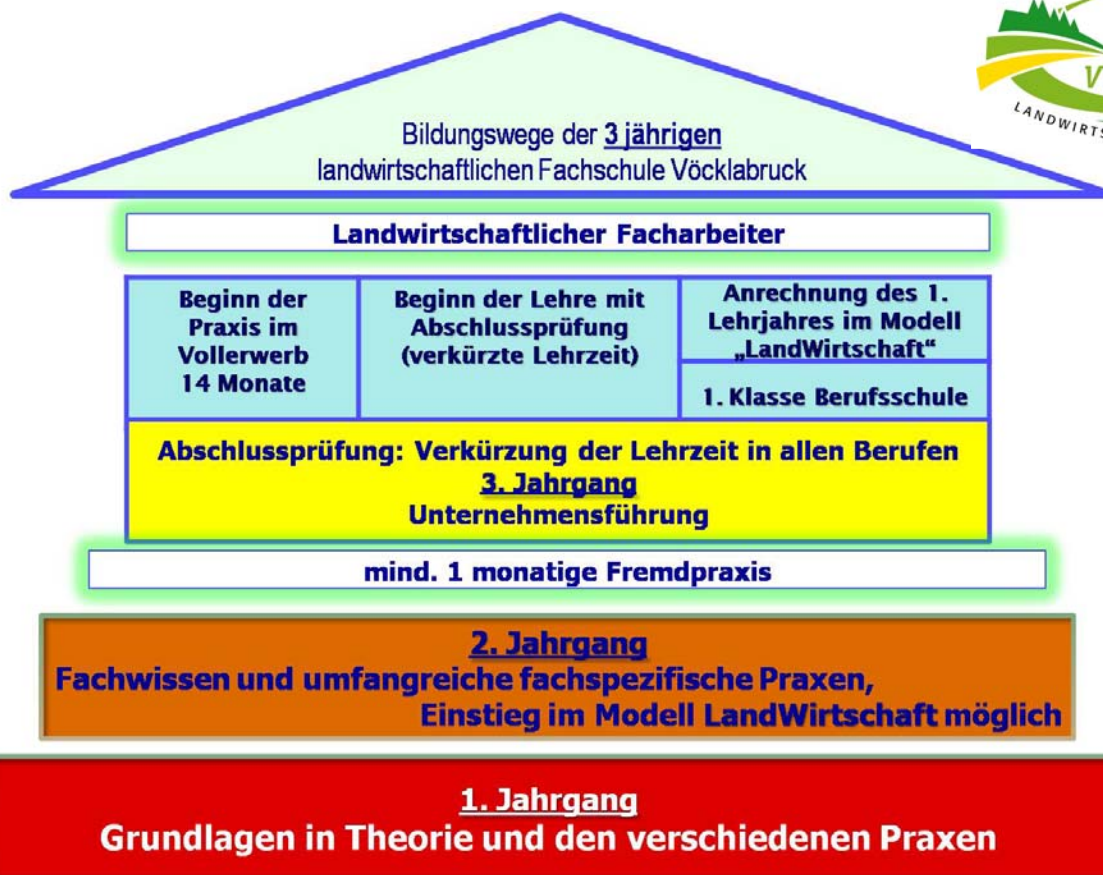 Bildungswege der 3 jährigen
landwirtschaftlichen Fachschule Vöcklabruck
Landwirtschaftlicher Facharbeiter
Beginn der
Praxis im
Vollerwerb
14 Monate
Beginn der Lehre mit
Abschlussprüfung
(verkürzte Lehrzeit)
Anrechnung des 1.
Lehrjahres im Modell
„LandWirtschaft“
1. Klasse Berufsschule
Abschlussprüfung: Verkürzung der Lehrzeit in allen Berufen
3. Jahrgang
Unternehmensführung
mind. 1 monatige Fremdpraxis
2. Jahrgang
Fachwissen und umfangreiche fachspezifische Praxen,
Einstieg im Modell LandWirtschaft möglich
1. Jahrgang
Grundlagen in Theorie und den verschiedenen Praxen